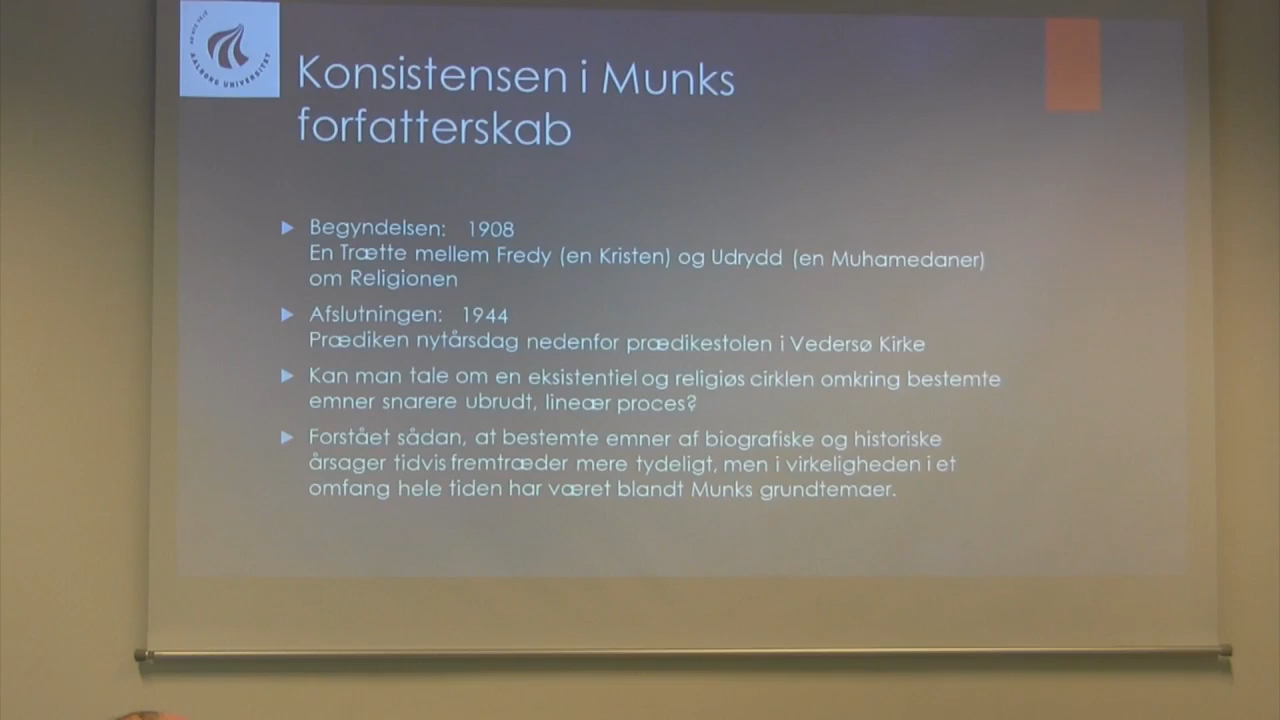 AALBORG UNIVERSITET
Konsistensen i Munks
forfatterskab
Begyndelsen: 1908
En Trætte mellem Fredy (en Kristen) og Udrydd (en Muhamedaner)
om Religionen
Afslutningen: 1944
Prædiken nytårsdag nedenfor prædikestolen i Vedersø Kirke
Kan man tale om en eksistentiel og religiøs cirklen omkring bestemte
emner snarere ubrudt, lineær proces?
Forstået sådan, at bestemte emner af biografiske og historiske
årsager tidvis fremtræder mere tydeligt, men i virkeligheden i et
omfang hele tiden har været blandt Munks grundtemaer.